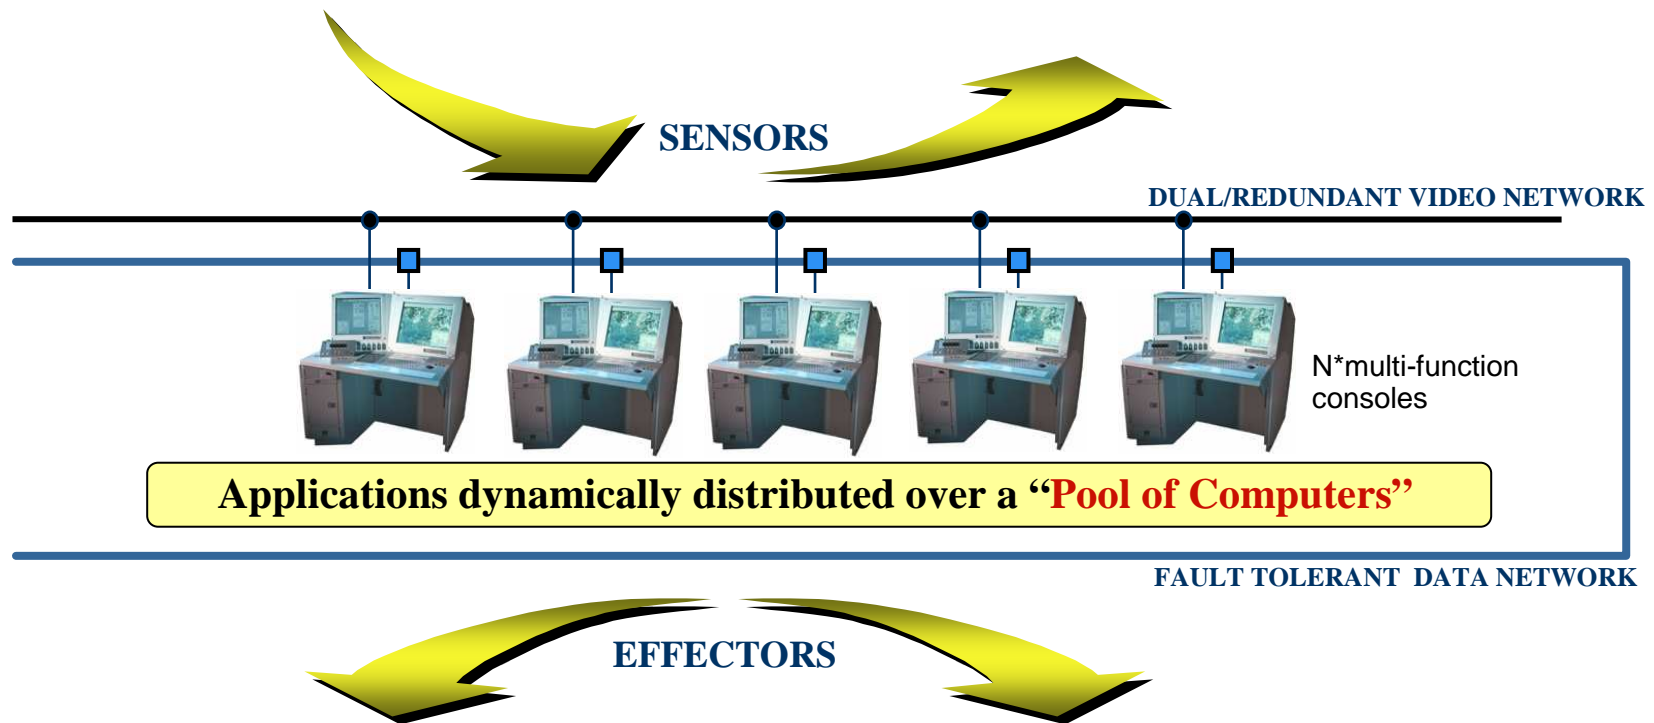 SENSORS
DUAL/REDUNDANT VIDEO NETWORK
N*multi-function
consoles
Applications dynamically distributed over a “Pool of Computers”
FAULT TOLERANT  DATA NETWORK
EFFECTORS